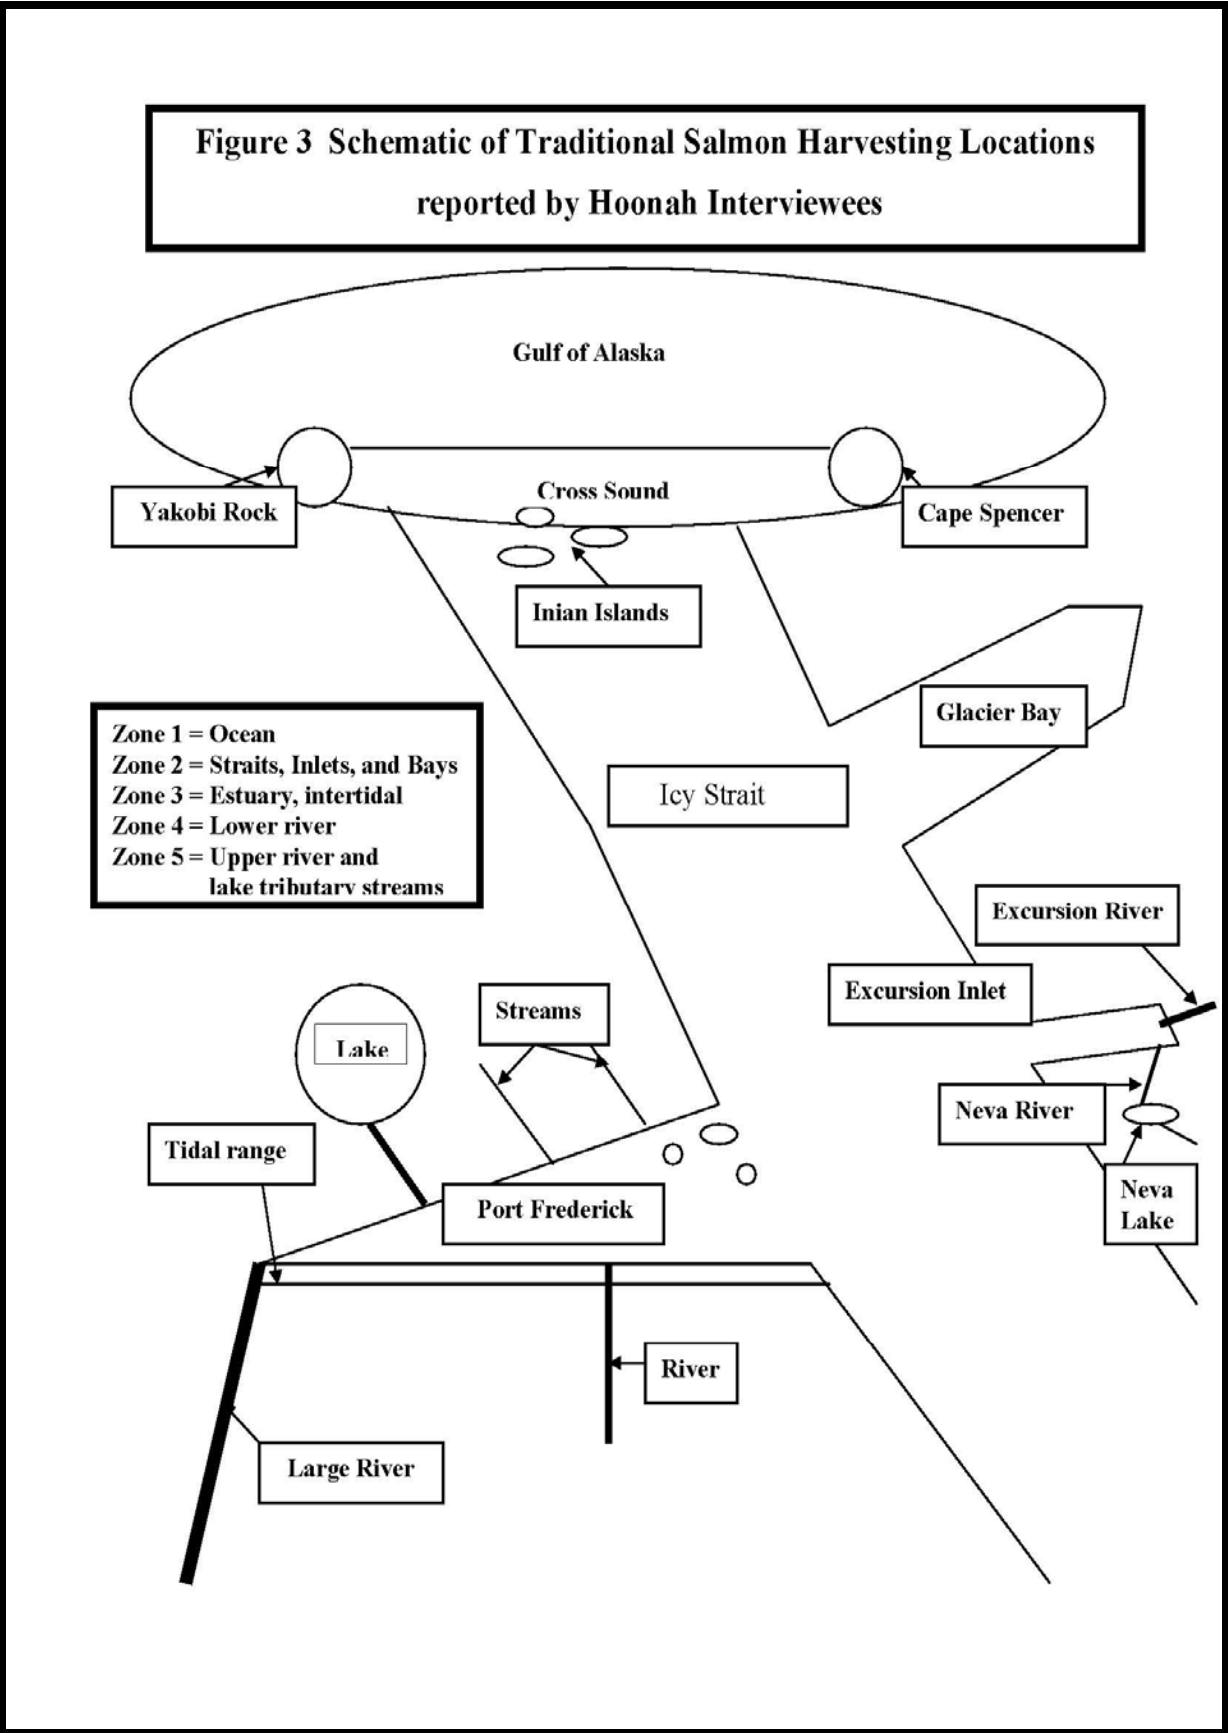 Figure 3 Schematic of Traditional Salmon Harvesting Locations
reported by Hoonah Interviewees
Gulf of Alaska
Cross Sound
Yakobi Rock
Cape Spencer
Inian Islands
Glacier Bay
Zone 1 = Ocean
Zone 2 = Straits, Inlets, and Bays
Zone 3 = Estuary, intertidal
Zone 4 = Lower river
Zone 5 = Upper river and
lake tributary streams
Icy Strait
Excursion River
Excursion Inlet
Streams
Lake
Neva River
Tidal range
Neva
Lake
Port Frederick
River
Large River